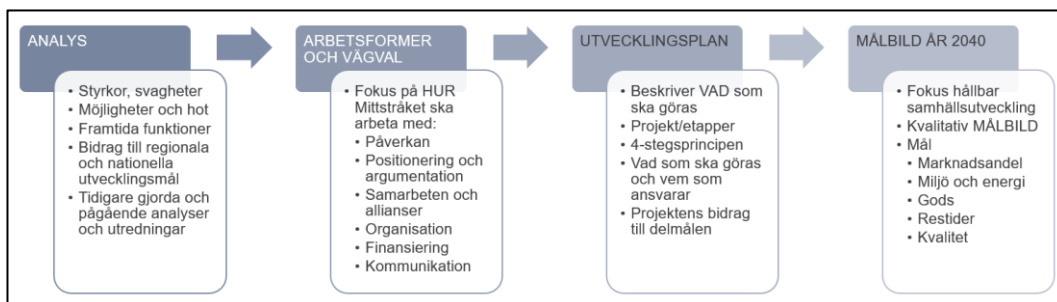 ANALYS
• Styrkor, svagheter
• Möjligheter och hot
• Framtida funktioner
• Bidrag till regionala
och nationella
utvecklingsmål
• Tidigare gjorda och
pågående analyser
och utredningar
ARBETSFORMER
OCH VÄGVAL
• Fokus på HUR
Mittstråket ska
arbeta med:
• Påverkan
• Positionering och
argumentation
• Samarbeten och
allianser
• Organisation
• Finansiering
• Kommunikation
UTVECKLINGSPLAN
• Beskriver VAD som
ska göras
• Projekt/etapper
• 4-stegsprincipen
• Vad som ska göras
och vem som
ansvarar
• Projektens bidrag
till delmålen
MÅLBILD ÅR 2040
• Fokus hållbar
samhällsutveckling
• Kvalitativ MÅLBILD
• Mål
• Marknadsandel
• Miljö och energi
• Gods
• Restider
• Kvalitet